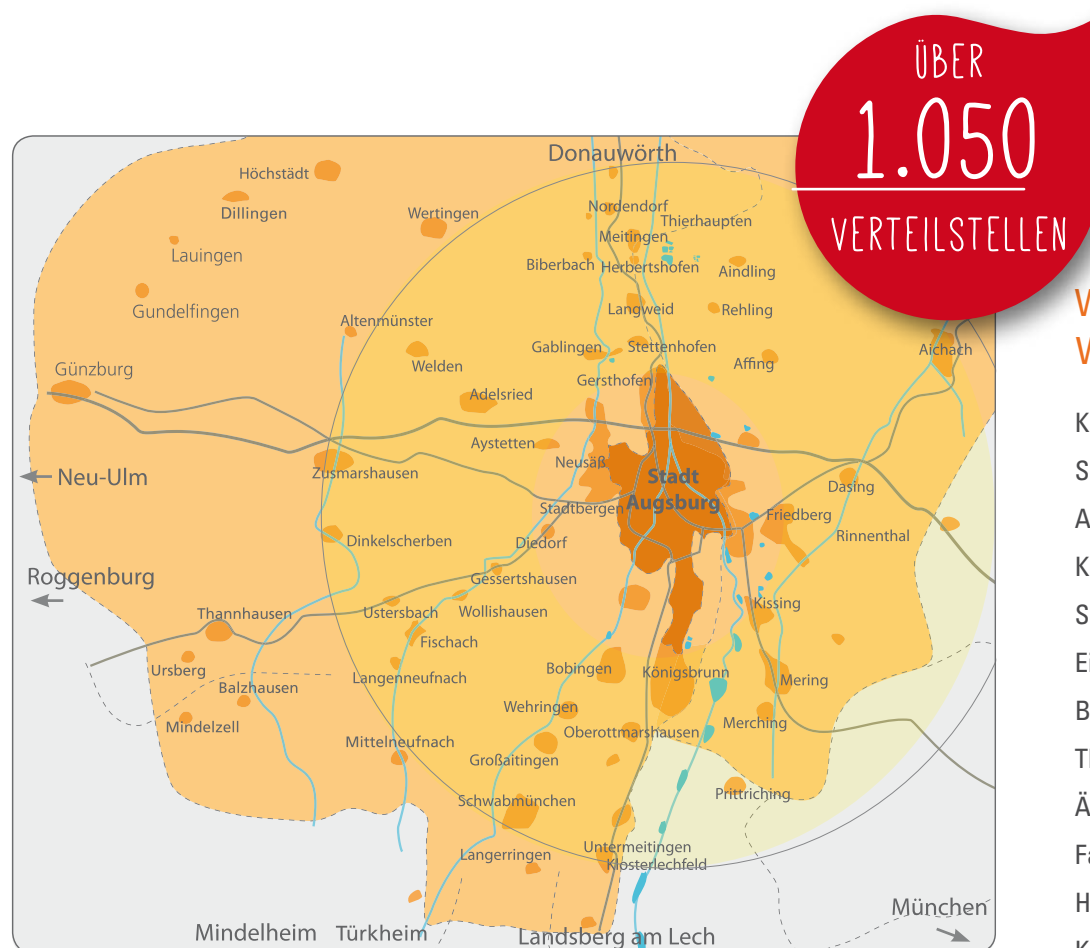 ÜBER
1.050
VERTEILSTELLEN
Donauwörth
Höchstädt
Dillingen
Wertingen
Nordendorf
Thierhaupten
Lauingen
Meitingen
Biberbach
Herbertshofen
Aindling
Gundelfingen
Langweid
Rehling
Altenmünster
Gablingen
Stettenhofen
Aichach
Günzburg
Welden
Affing
Gersthofen
Adelsried
Aystetten
Neusäß
Zusmarshausen
Neu-Ulm
Stadt
Augsburg
Dasing
Stadtbergen
Friedberg
Rinnenthal
Dinkelscherben
Diedorf
Roggenburg
Gessertshausen
Thannhausen
Ustersbach
Wollishausen
Kissing
Fischach
Ursberg
Langenneufnach
Bobingen
Königsbrunn
Mering
Balzhausen
Wehringen
Mindelzell
Merching
Oberottmarshausen
Mittelneufnach
Großaitingen
Prittriching
Schwabmünchen
Untermeitingen
Langerringen
Klosterlechfeld
München
Mindelheim
Türkheim
Landsberg am Lech